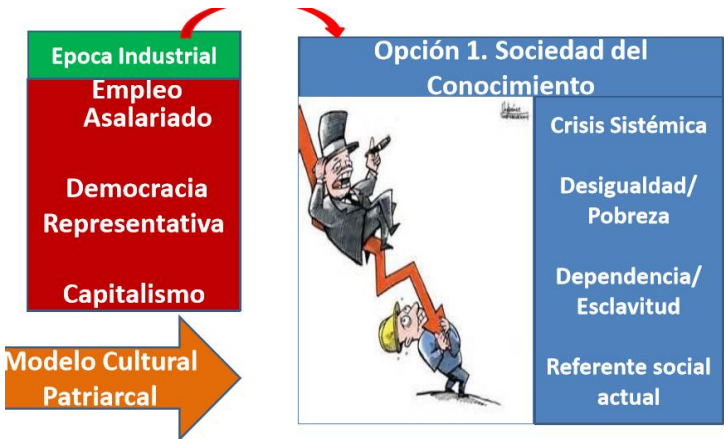 Epoca Industrial
Empleo
Asalariado
Democracia
Representativa
Capitalismo
Modelo Cultural
Patriarcal
Opción 1. Sociedad del
Conocimiento
Crisis Sistémica
Desigualdad/
Pobreza
Dependencia/
Esclavitud
Referente social
actual